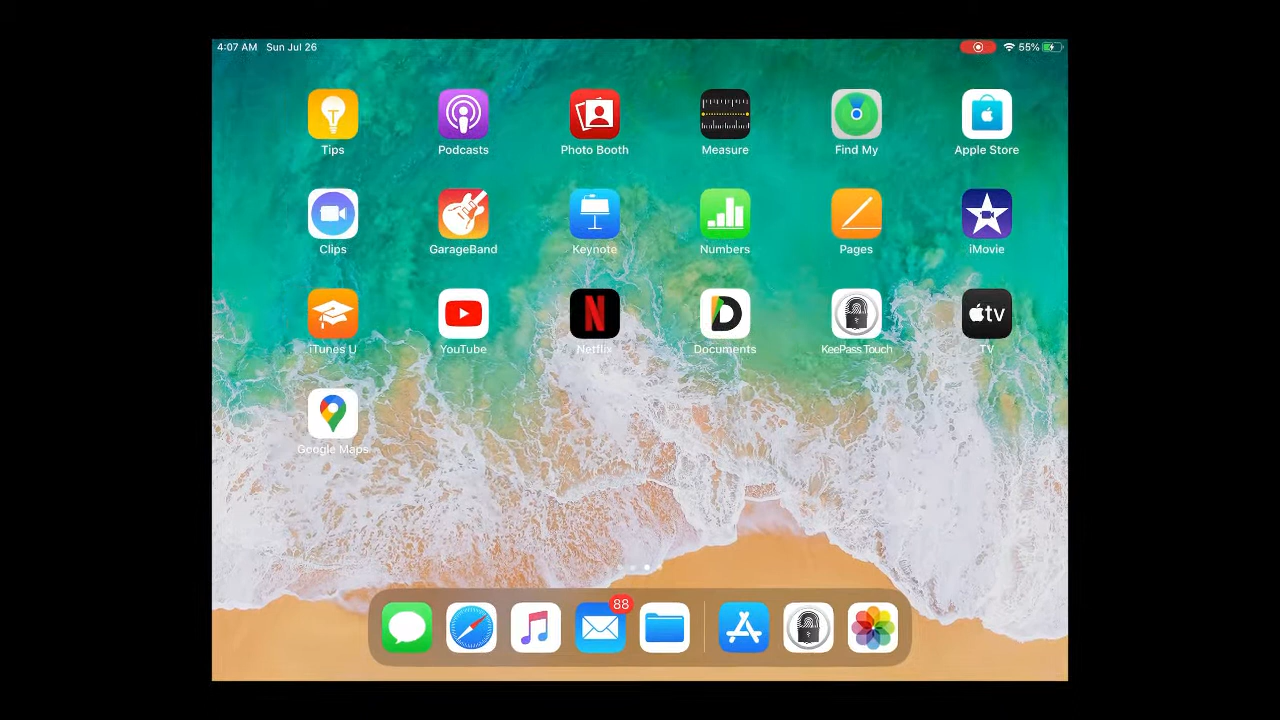 4:07 AM Sun Jul 26
55%
Tips Podcasts Photo Booth Measure Find My Apple Store
Clips GarageBand Keynote Numbers Pages iMovie
tv
iTunes U YouTube Netflix Documents KeePass Touch TV
Google Maps
88